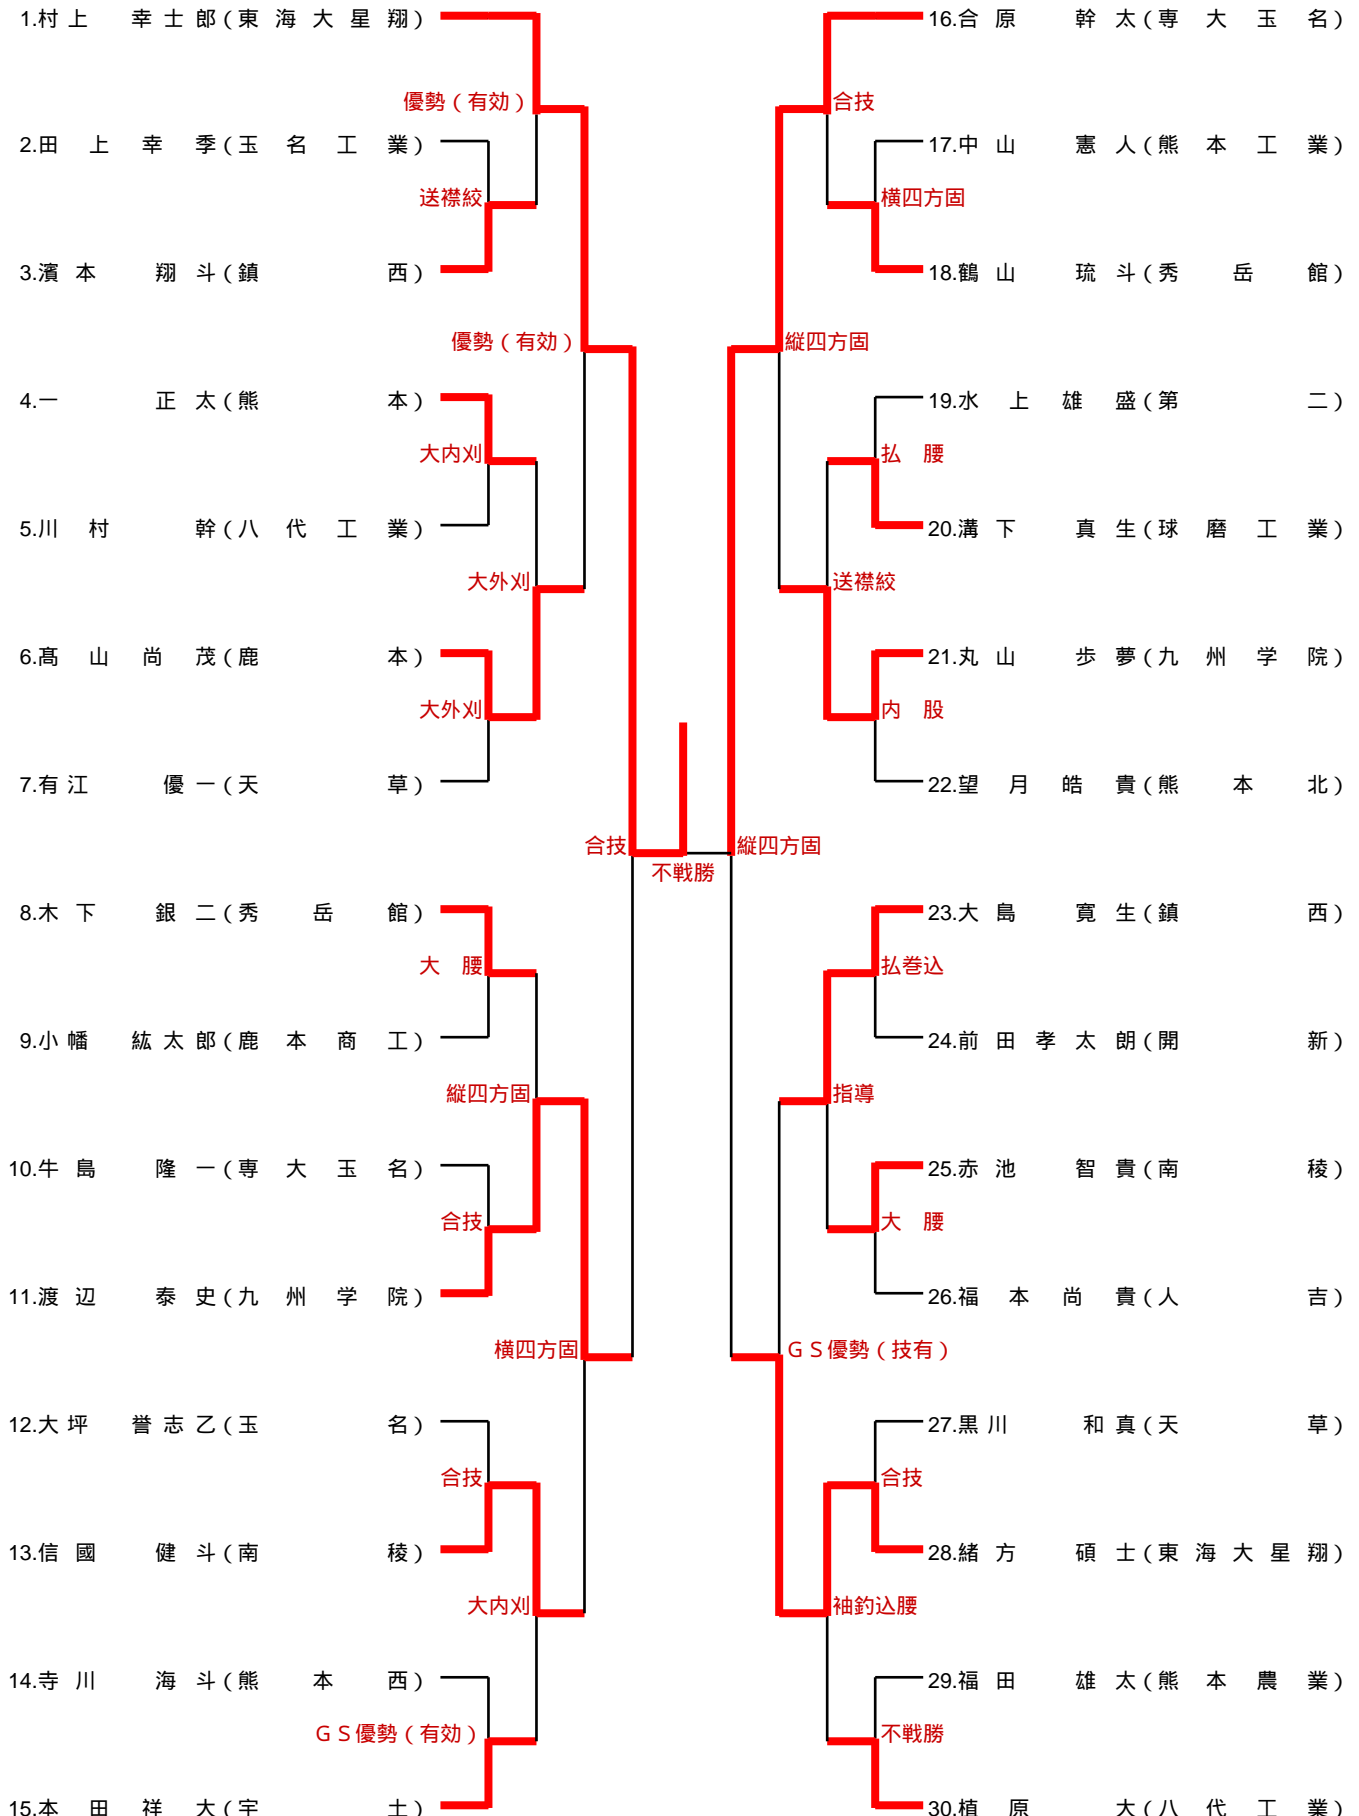 1.村上 幸士郎(東海大星翔)
16.合原 幹太(専大玉名)
優勢(有効)
合技
2.田上幸季(玉名工業)
17.中山 憲人(熊本工業)
送襟絞
横四方固
3.濱本 翔斗(鎮西)
18.鶴山 琉斗(秀岳館)
優勢(有効)
縦四方固
4.一 正太(熊本)
19.水上雄盛(第二)
大内刈
払腰
5.川村 幹(八代工業)
20.溝下 真生(球磨工業)
大外刈
送襟絞
6.髙山尚茂(鹿本)
21.丸山 歩夢(九州学院)
大外刈
内股
7.有江 優一(天草)
22.望月皓貴(熊本北)
合技
縦四方固
不戦勝
8.木下 銀二(秀岳館)
23.大島 寛生(鎮西)
大腰
払巻込
9.小幡 紘太郎(鹿本商工)
24.前田孝太朗(開新)
縦四方固
指導
10.牛島 隆一(専大玉名)
25.赤池 智貴(南稜)
合技
大腰
11.渡辺 泰史(九州学院)
26.福本尚貴(人吉)
横四方固
GS優勢(技有)
12.大坪 誉志乙(玉名)
27.黒川 和真(天草)
合技
合技
13.信國 健斗(南稜)
28.緒方 碩士(東海大星翔)
大内刈
袖釣込腰
14.寺川 海斗(熊本西)
29.福田 雄太(熊本農業)
GS優勢(有効)
不戦勝
15.本田祥大(宇土)
30.植原 大(八代工業)